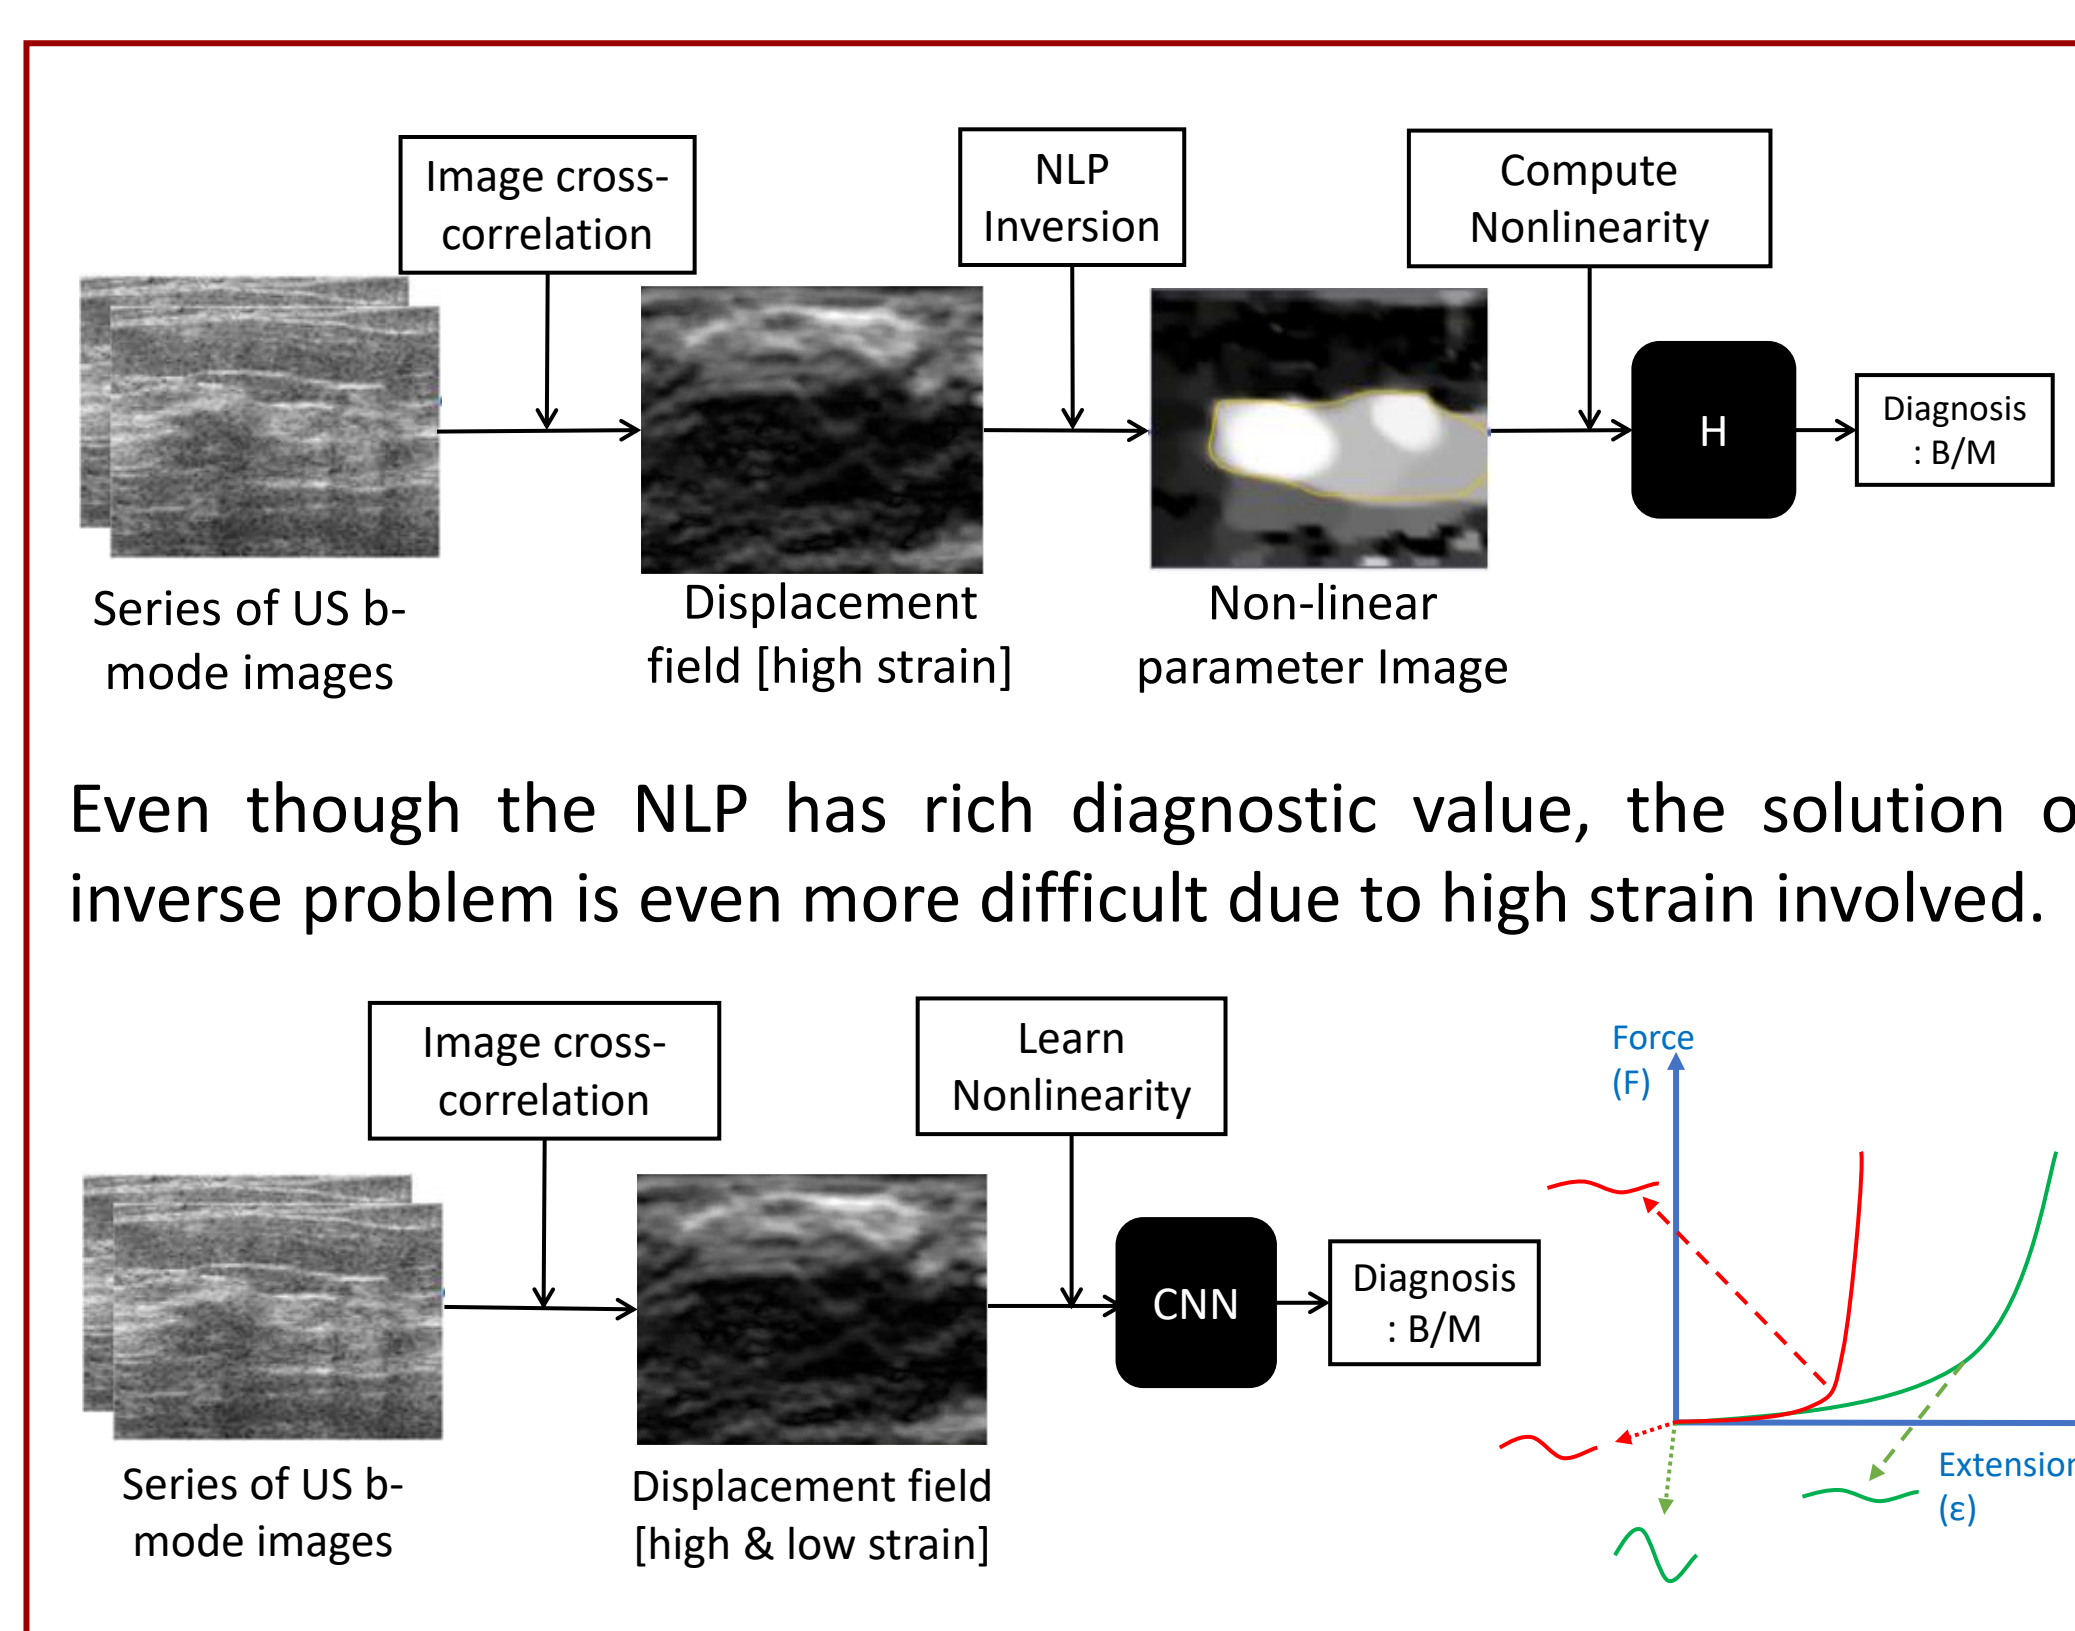 Image cross-
correlation
NLP
Inversion
Compute
Nonlinearity
H
Diagnosis
: B/M
Series of US b-
mode images
Displacement
field [high strain]
Non-linear
parameter Image
Even though the NLP has rich diagnostic value, the solution o
inverse problem is even more difficult due to high strain involved.
Image cross-
correlation
Learn
Nonlinearity
CNN
Diagnosis
: B/M
Series of US b-
mode images
Displacement field
[high & low strain]
Force
(F)
Extension
(ε)